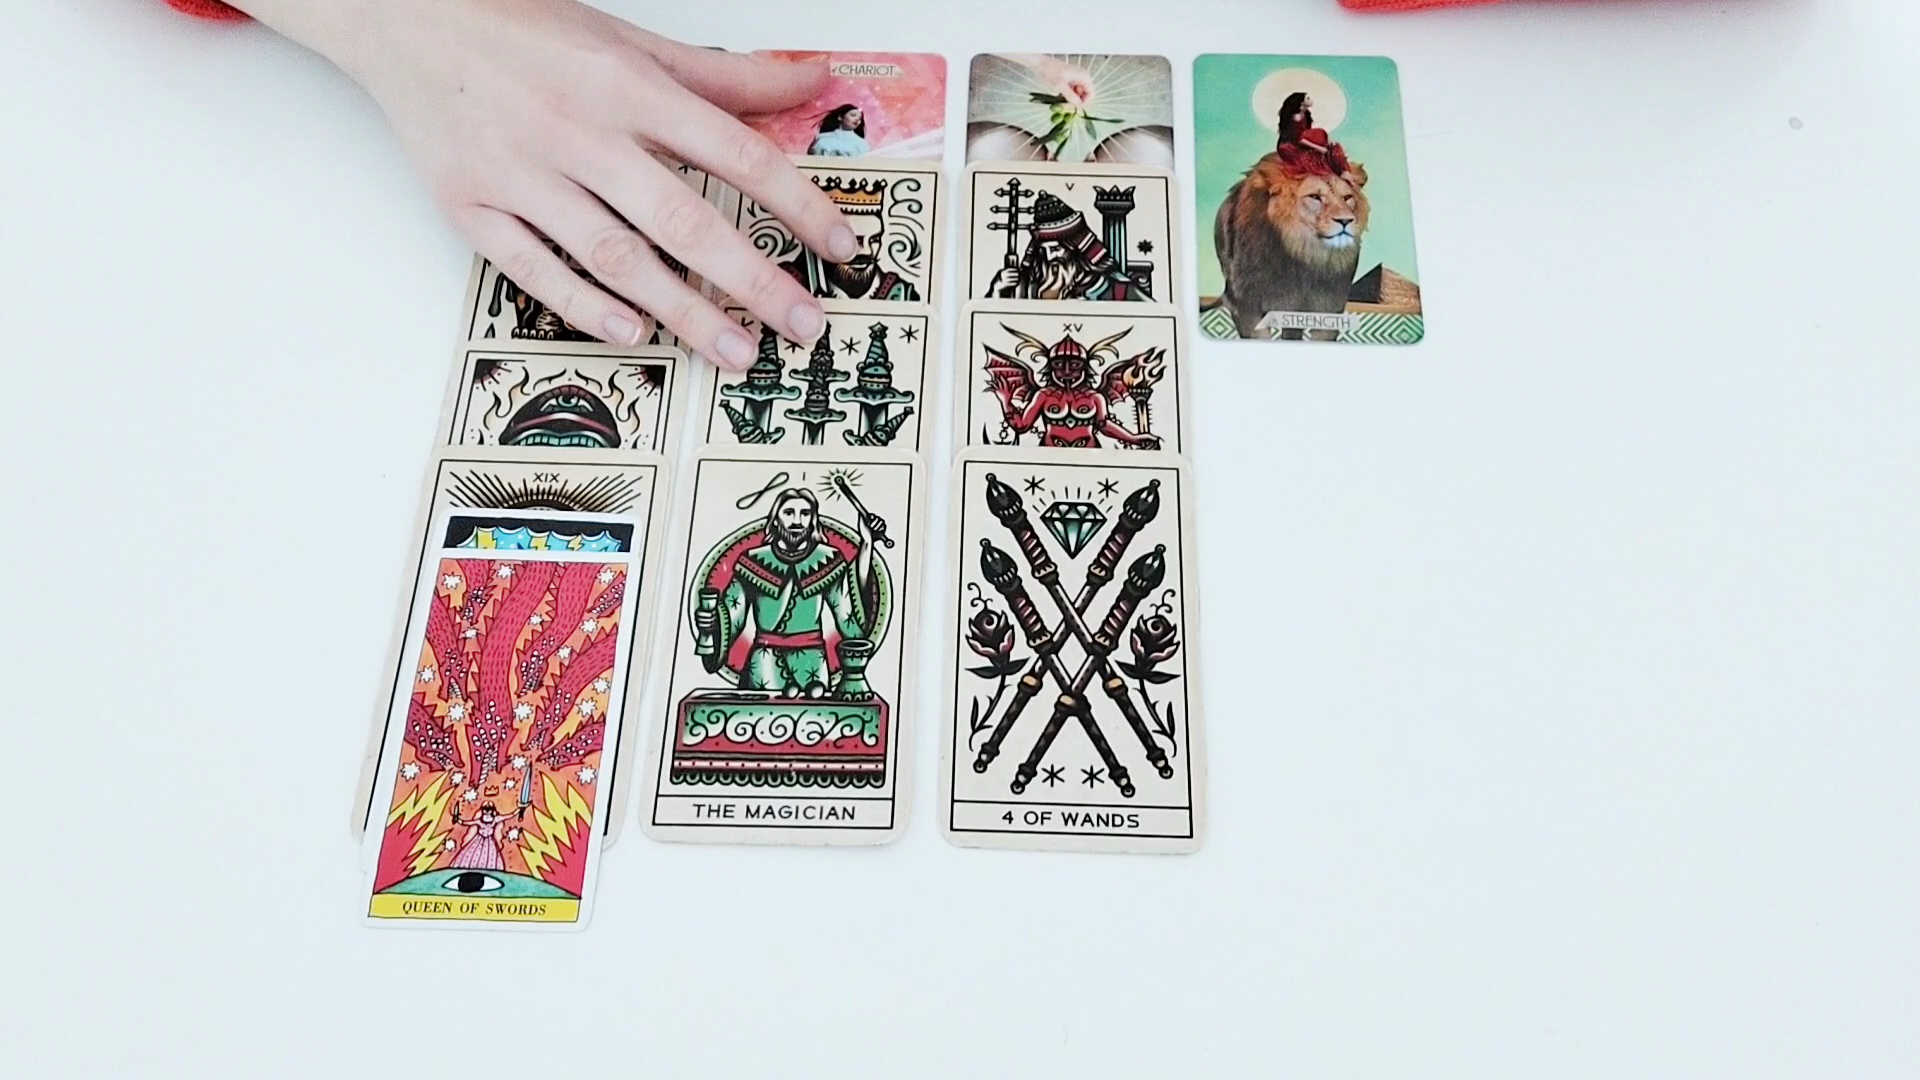 CHARIOT
STRENGTH
V
XV
XIX
I
THE MAGICIAN
4 OF WANDS
QUEEN OF SWORDS